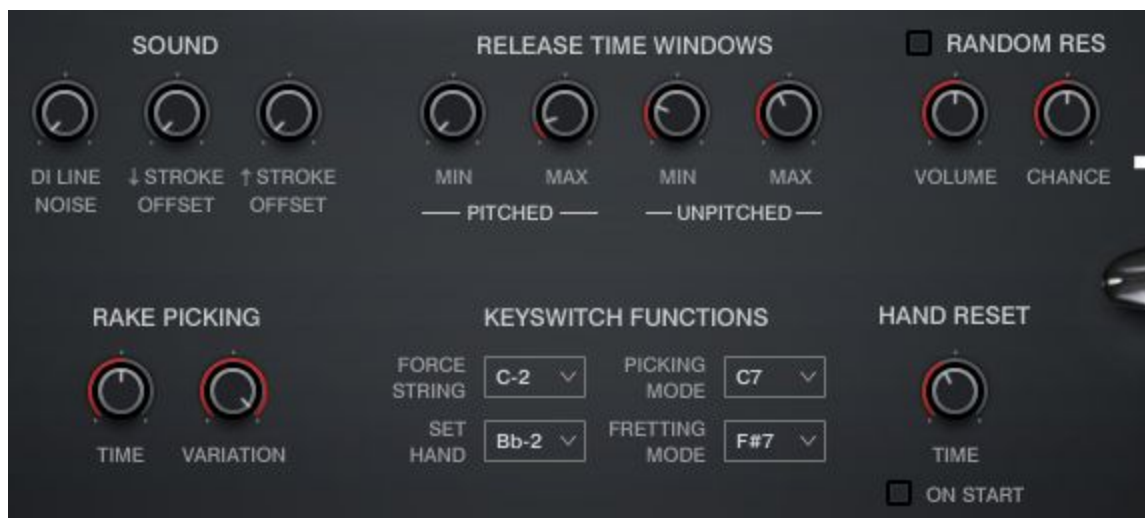 SOUND
RELEASE TIME WINDOWS
RANDOM RES
DI LINE NOISE
↓ STROKE OFFSET
↑ STROKE OFFSET
MIN
MAX
MIN
MAX
VOLUME
CHANCE
PITCHED
UNPITCHED
RAKE PICKING
KEYSWITCH FUNCTIONS
HAND RESET
FORCE STRING
C-2
PICKING MODE
C7
SET HAND
Bb-2
FRETTING MODE
F#7
TIME
VARIATION
TIME
ON START